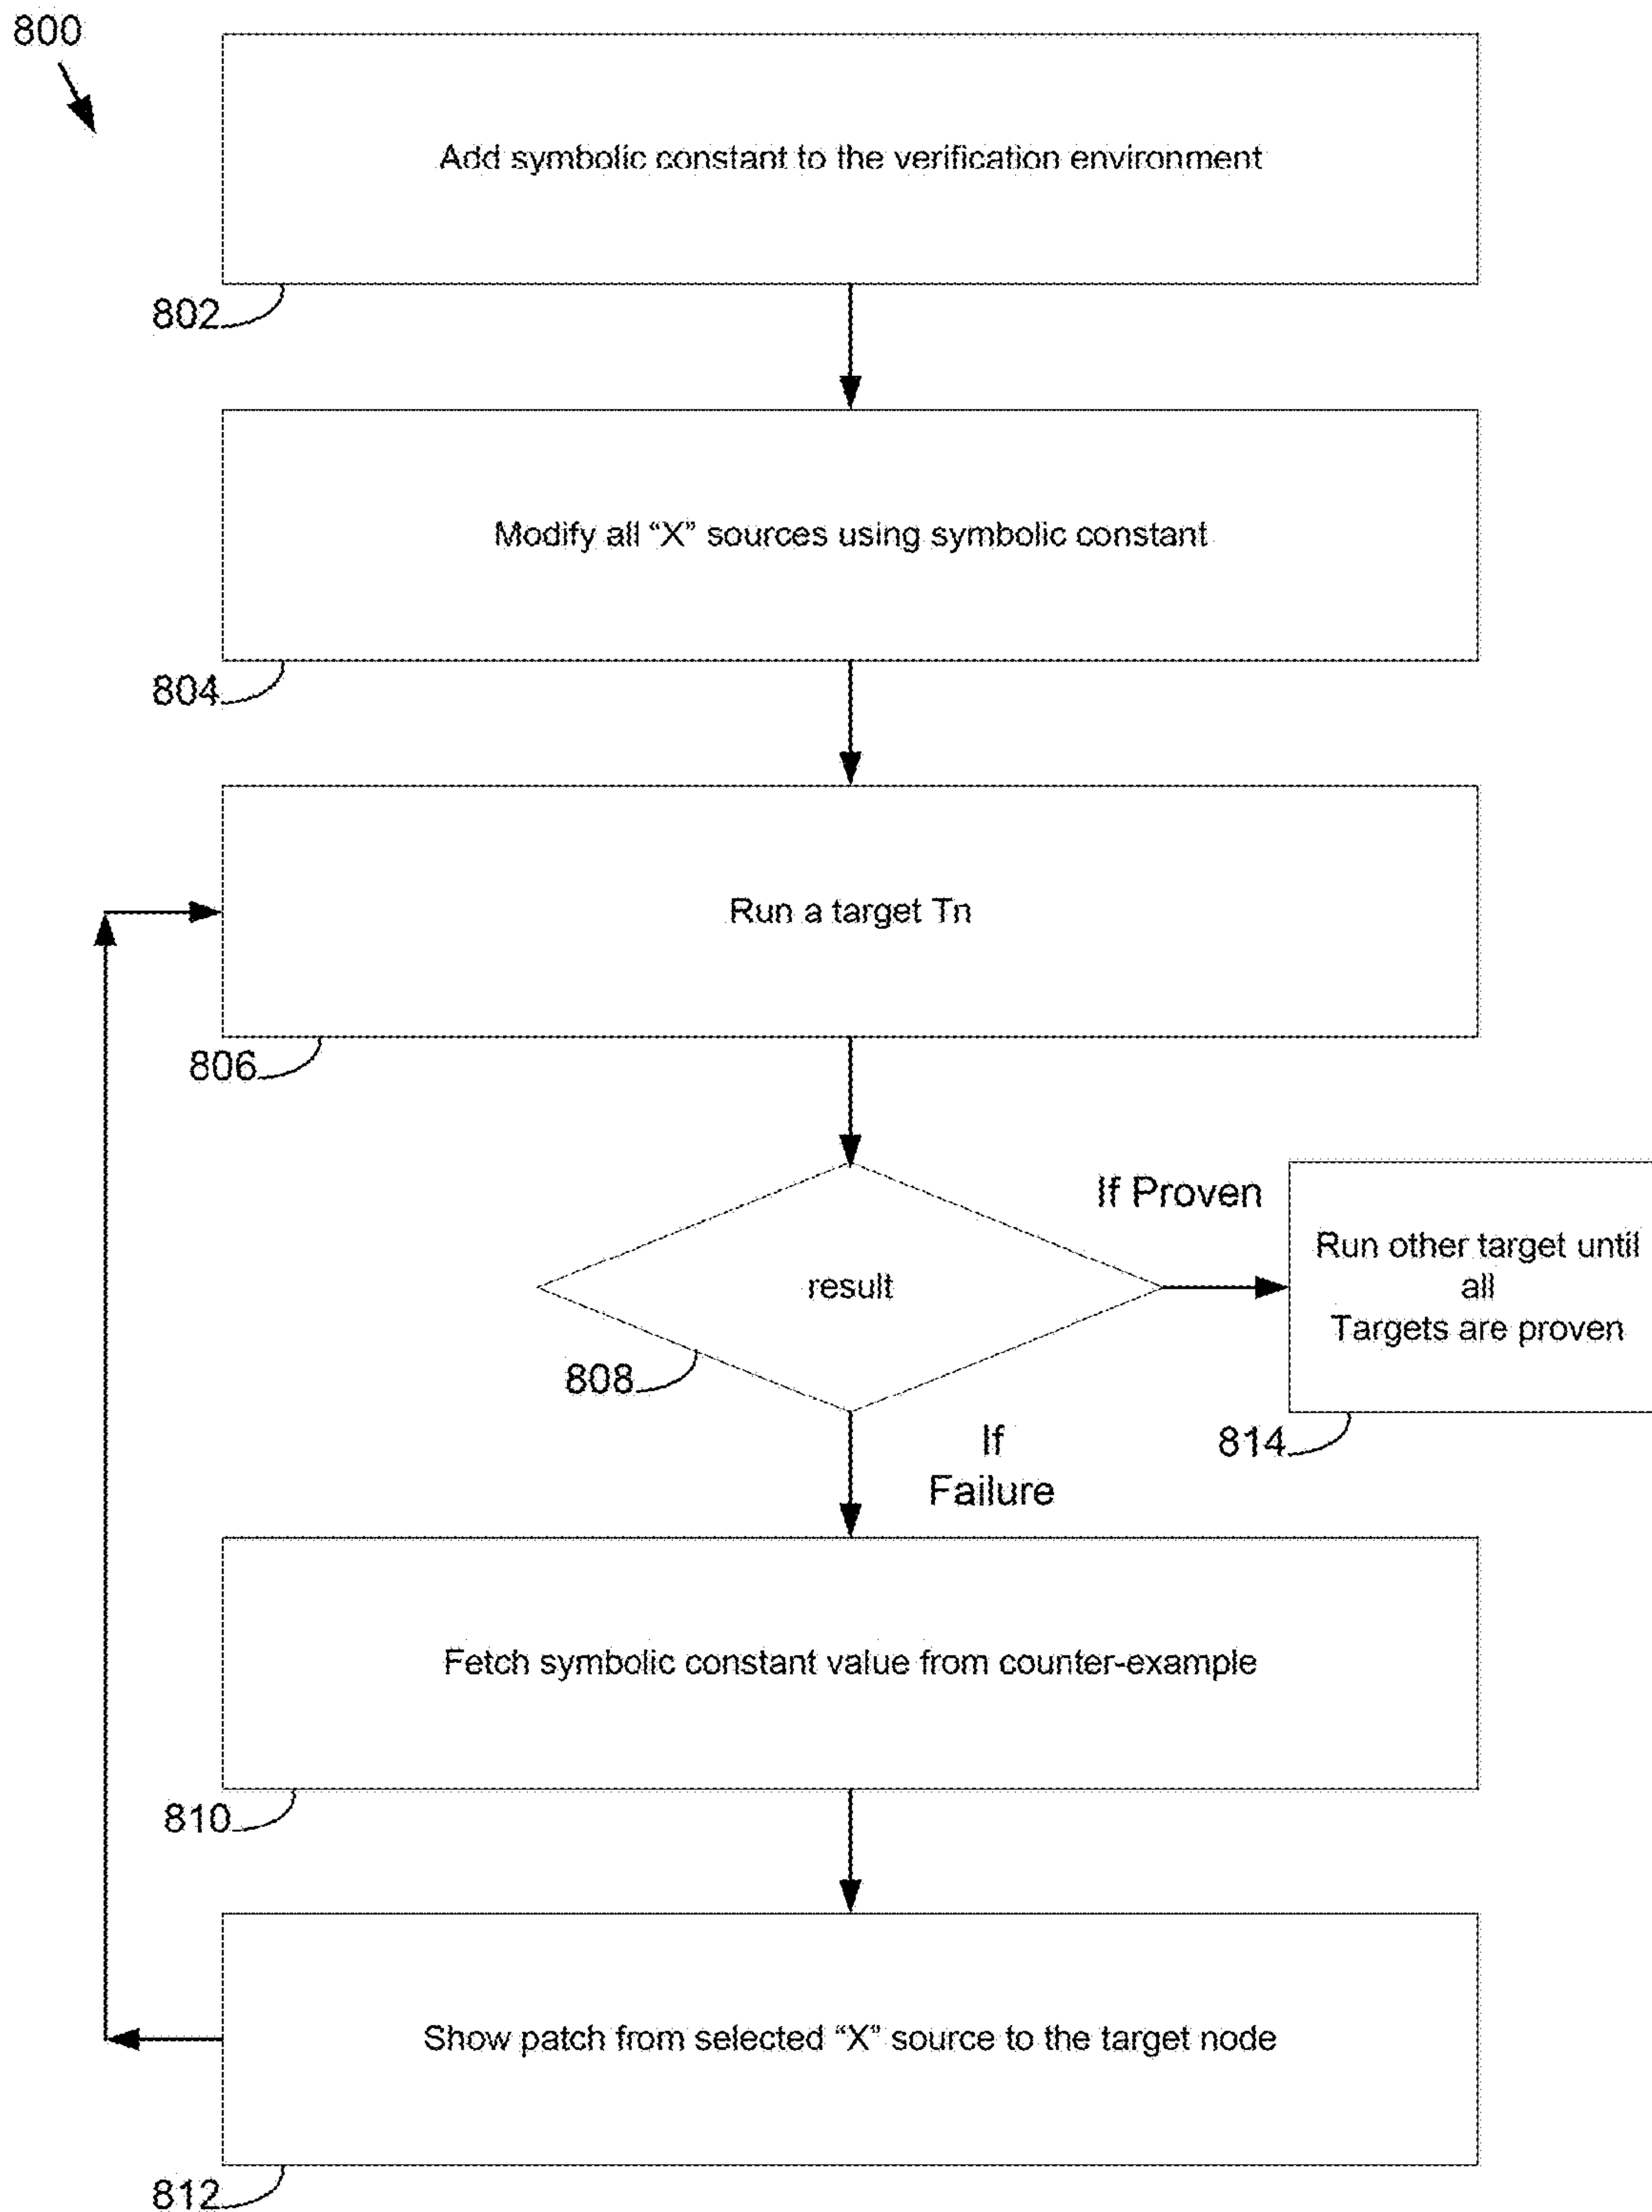 800
Add symbolic constant to the verification environment
802
Modify all “X” sources using symbolic constant
804
Run a target Tn
806
If Proven
Run other target until
all
Targets are proven
result
808
814
If
Failure
Fetch symbolic constant value from counter-example
810
Show patch from selected “X” source to the target node
812